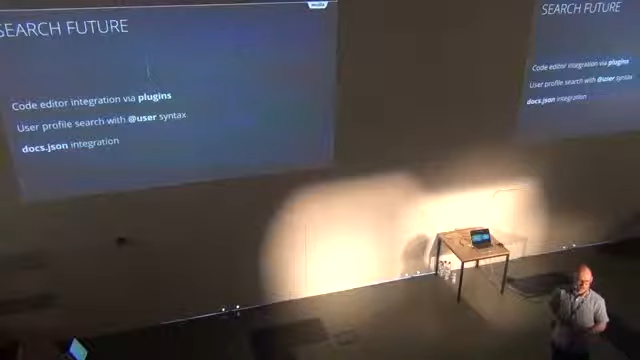 SEARCH FUTURE
mozilla
Code editor integration via plugins
User profile search with @user syntax
docs.json integration
SEARCH FUTURE
Code editor integration via plugins
User profile search with @user syntax
docs.json integration